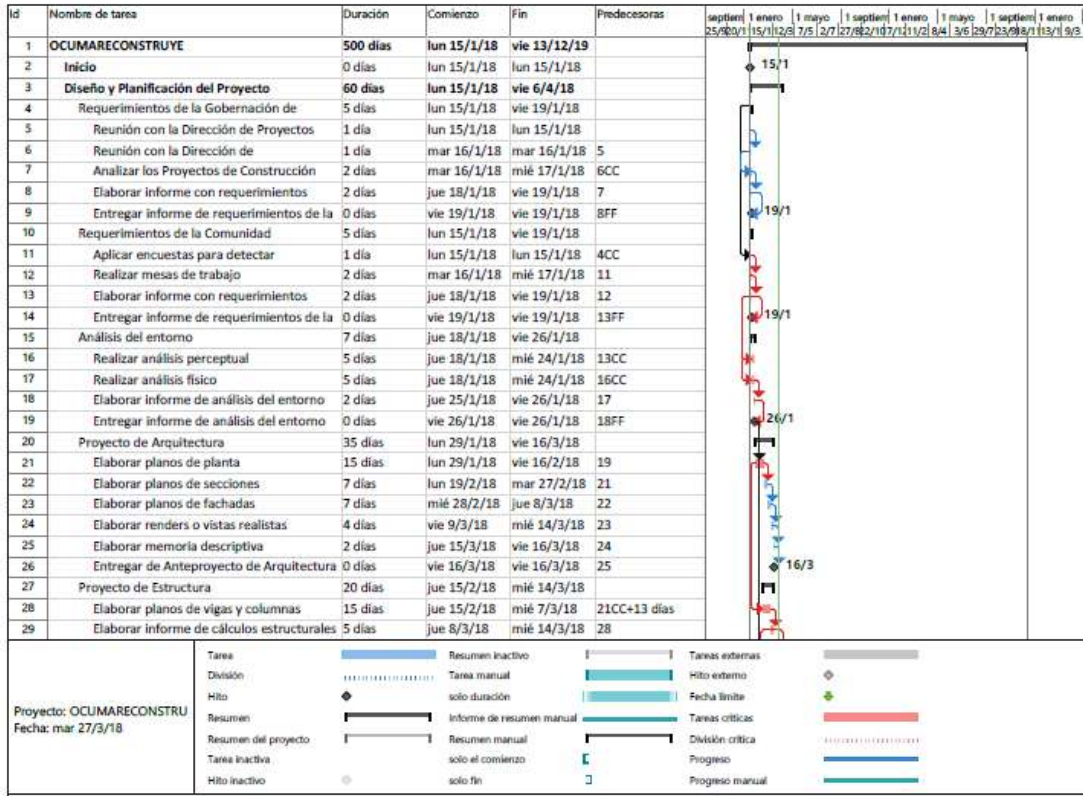 Id Nombre de tarea Duración Comienzo Fin Predecesoras
septiem 1 enero 1 mayo 1 septiem 1 enero 1 mayo 1 septiem 1 enero
1 OCUMARECONSTRUYE 500 días lun 15/1/18 vie 13/12/19
2 Inicio 0 días lun 15/1/18 lun 15/1/18 15/1
3 Diseño y Planificación del Proyecto 60 días lun 15/1/18 vie 6/4/18
4 Requerimientos de la Gobernación de 5 días lun 15/1/18 vie 19/1/18
5 Reunión con la Dirección de Proyectos 1 día lun 15/1/18 lun 15/1/18
6 Reunión con la Dirección de 1 día mar 16/1/18 mar 16/1/18 5
7 Analizar los Proyectos de Construcción 2 días mar 16/1/18 mié 17/1/18 6CC
8 Elaborar informe con requerimientos 2 días jue 18/1/18 vie 19/1/18 7
9 Entregar informe de requerimientos de la 0 días vie 19/1/18 vie 19/1/18 8FF 19/1
10 Requerimientos de la Comunidad 5 días lun 15/1/18 vie 19/1/18
11 Aplicar encuestas para detectar 1 día lun 15/1/18 lun 15/1/18 4CC
12 Realizar mesas de trabajo 2 días mar 16/1/18 mié 17/1/18 11
13 Elaborar informe con requerimientos 2 días jue 18/1/18 vie 19/1/18 12
14 Entregar informe de requerimientos de la 0 días vie 19/1/18 vie 19/1/18 13FF 19/1
15 Análisis del entorno 7 días jue 18/1/18 vie 26/1/18
16 Realizar análisis perceptual 5 días jue 18/1/18 mié 24/1/18 13CC
17 Realizar análisis físico 5 días jue 18/1/18 mié 24/1/18 16CC
18 Elaborar informe de análisis del entorno 2 días jue 25/1/18 vie 26/1/18 17
19 Entregar informe de análisis del entorno 0 días vie 26/1/18 vie 26/1/18 18FF 26/1
20 Proyecto de Arquitectura 35 días lun 29/1/18 vie 16/3/18
21 Elaborar planos de planta 15 días lun 29/1/18 vie 16/2/18 19
22 Elaborar planos de secciones 7 días lun 19/2/18 mar 27/2/18 21
23 Elaborar planos de fachadas 7 días mié 28/2/18 jue 8/3/18 22
24 Elaborar renders o vistas realistas 4 días vie 9/3/18 mié 14/3/18 23
25 Elaborar memoria descriptiva 2 días jue 15/3/18 vie 16/3/18 24
26 Entregar de Anteproyecto de Arquitectura 0 días vie 16/3/18 vie 16/3/18 25 16/3
27 Proyecto de Estructura 20 días jue 15/2/18 mié 14/3/18
28 Elaborar planos de vigas y columnas 15 días jue 15/2/18 mié 7/3/18 21CC+13 días
29 Elaborar informe de cálculos estructurales 5 días jue 8/3/18 mié 14/3/18 28
Proyecto: OCUMARECONSTRU
Fecha: mar 27/3/18
Tarea Resumen inactivo Tareas externas
División Tarea manual Hito externo
Hito solo duración Fecha límite
Resumen Informe de resumen manual Tareas críticas
Resumen del proyecto Resumen manual División crítica
Tarea inactiva solo el comienzo Progreso
Hito inactivo solo fin Progreso manual